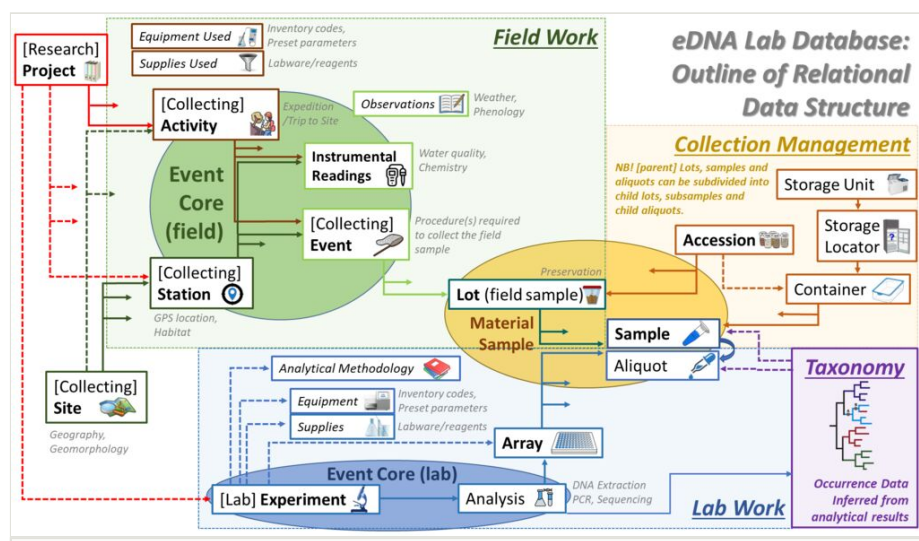 eDNA Lab Database:
Outline of Relational
Data Structure
[Research]
Project
Equipment Used
Inventory codes,
Preset parameters
Supplies Used
Labware/reagents
Field Work
[Collecting]
Activity
Expedition
/Trip to Site
Observations
Weather,
Phenology
Event
Core
(field)
Instrumental
Readings
Water quality,
Chemistry
[Collecting]
Event
Procedure(s) required
to collect the field
sample
[Collecting]
Station
GPS location,
Habitat
[Collecting]
Site
Geography,
Geomorphology
Collection Management
NB! [parent] Lots, samples and
aliquots can be subdivided into
child lots, subsamples and
child aliquots.
Storage Unit
Storage
Locator
Accession
Container
Preservation
Lot (field sample)
Material
Sample
Sample
Aliquot
Taxonomy
Occurrence Data
Inferred from
analytical results
Analytical Methodology
Equipment
Inventory codes,
Preset parameters
Supplies
Labware/reagents
Array
Event Core (lab)
[Lab] Experiment
Analysis
DNA Extraction
PCR, Sequencing
Lab Work